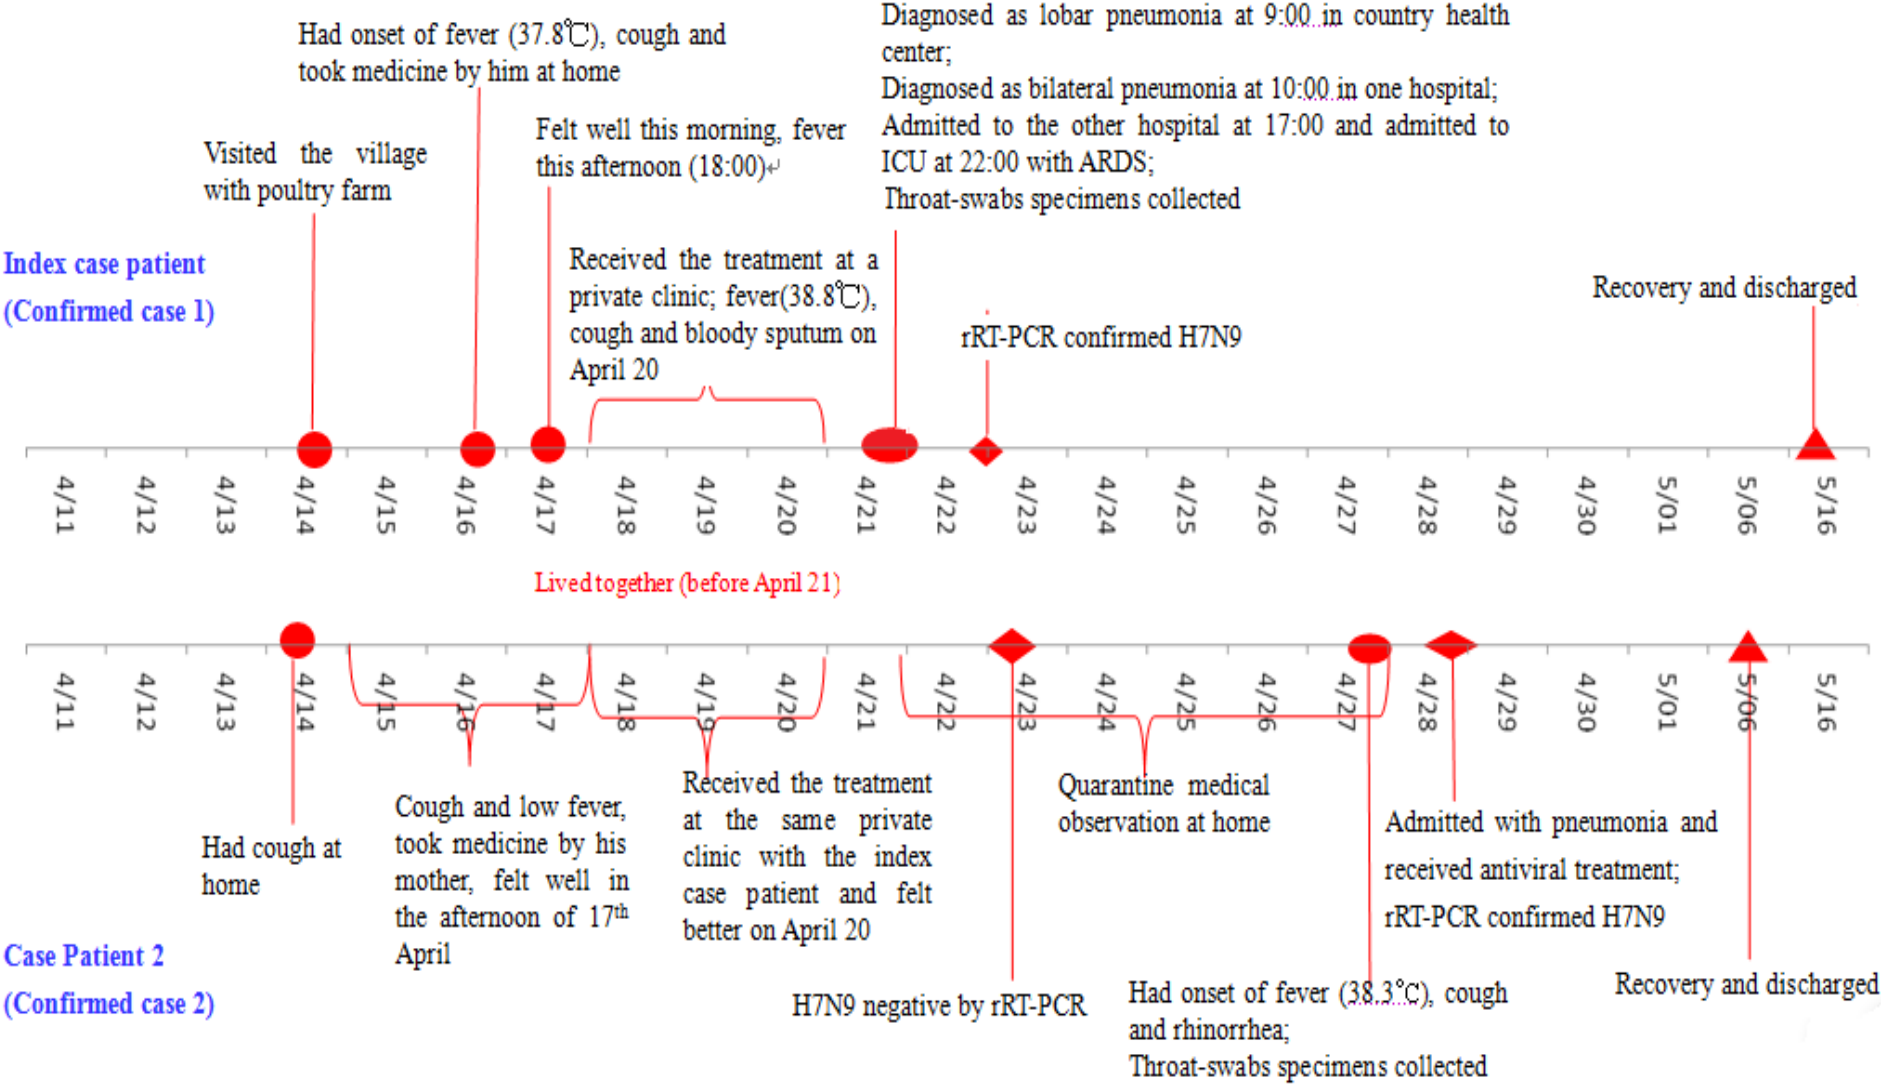 Had onset of fever (37.8℃), cough and
took medicine by him at home
Diagnosed as lobar pneumonia at 9:00 in country health
center;
Diagnosed as bilateral pneumonia at 10:00 in one hospital;
Admitted to the other hospital at 17:00 and admitted to
ICU at 22:00 with ARDS;
Throat-swabs specimens collected
Visited the village
with poultry farm
Felt well this morning, fever
this afternoon (18:00)↵
Index case patient
(Confirmed case 1)
Received the treatment at a
private clinic; fever(38.8℃),
cough and bloody sputum on
April 20
rRT-PCR confirmed H7N9
Recovery and discharged
4/11
4/12
4/13
4/14
4/15
4/16
4/17
4/18
4/19
4/20
4/21
4/22
4/23
4/24
4/25
4/26
4/27
4/28
4/29
4/30
5/01
5/06
5/16
Lived together (before April 21)
4/11
4/12
4/13
4/14
4/15
4/16
4/17
4/18
4/19
4/20
4/21
4/22
4/23
4/24
4/25
4/26
4/27
4/28
4/29
4/30
5/01
5/06
5/16
Had cough at
home
Cough and low fever,
took medicine by his
mother, felt well in
the afternoon of 17th
April
Received the treatment
at the same private
clinic with the index
case patient and felt
better on April 20
Quarantine medical
observation at home
Admitted with pneumonia and
received antiviral treatment;
rRT-PCR confirmed H7N9
Case Patient 2
(Confirmed case 2)
H7N9 negative by rRT-PCR
Had onset of fever (38.3℃), cough
and rhinorrhea;
Throat-swabs specimens collected
Recovery and discharged